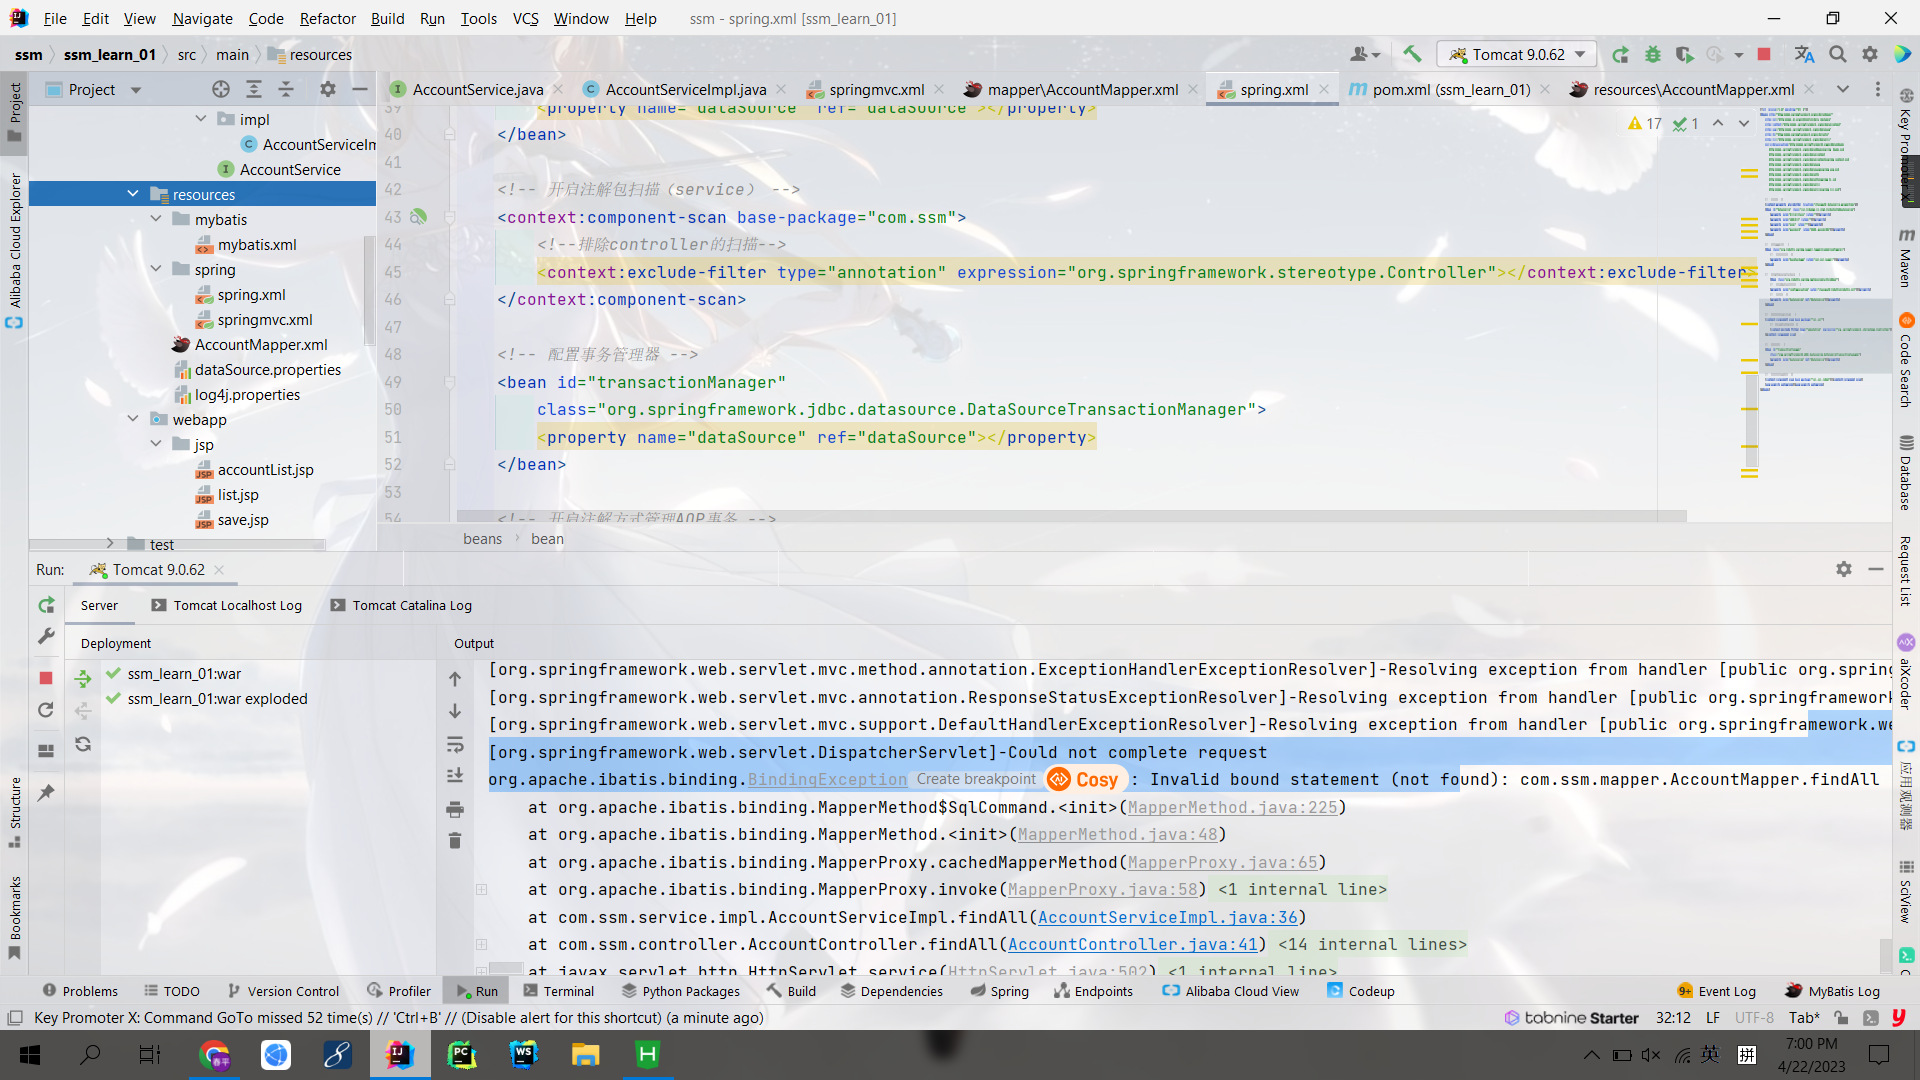 File Edit View Navigate Code Refactor Build Run Tools VCS Window Help ssm - spring.xml [ssm_learn_01]
ssm ssm_learn_01 src main resources
Tomcat 9.0.62
Project
AccountService.java AccountServiceImpl.java springmvc.xml mapper\AccountMapper.xml spring.xml pom.xml (ssm_learn_01) resources\AccountMapper.xml
impl
AccountServiceIm
AccountService
resources
mybatis
mybatis.xml
spring
spring.xml
springmvc.xml
AccountMapper.xml
dataSource.properties
log4j.properties
webapp
jsp
accountList.jsp
list.jsp
save.jsp
test
17 1
39 <property name="dataSource" ref="dataSource"></property>
40 </bean>
41
42 <!-- 开启注解包扫描（service） -->
43 <context:component-scan base-package="com.ssm">
44 <!--排除controller的扫描-->
45 <context:exclude-filter type="annotation" expression="org.springframework.stereotype.Controller"></context:exclude-filter>
46 </context:component-scan>
47
48 <!-- 配置事务管理器 -->
49 <bean id="transactionManager"
50 class="org.springframework.jdbc.datasource.DataSourceTransactionManager">
51 <property name="dataSource" ref="dataSource"></property>
52 </bean>
53
54 <!-- 开启注解方式管理AOP事务 -->
beans bean
Project
Alibaba Cloud Explorer
Structure
Bookmarks
Key Promoter X
Maven
Code Search
Database
Request List
aiXcoder
应用观测器
SciView
Run: Tomcat 9.0.62
Server Tomcat Localhost Log Tomcat Catalina Log
Deployment
Output
ssm_learn_01:war
ssm_learn_01:war exploded
[org.springframework.web.servlet.mvc.method.annotation.ExceptionHandlerExceptionResolver]-Resolving exception from handler [public org.spring
[org.springframework.web.servlet.mvc.annotation.ResponseStatusExceptionResolver]-Resolving exception from handler [public org.springframework
[org.springframework.web.servlet.mvc.support.DefaultHandlerExceptionResolver]-Resolving exception from handler [public org.springframework.we
[org.springframework.web.servlet.DispatcherServlet]-Could not complete request
org.apache.ibatis.binding.BindingException Create breakpoint Cosy : Invalid bound statement (not found): com.ssm.mapper.AccountMapper.findAll
at org.apache.ibatis.binding.MapperMethod$SqlCommand.<init>(MapperMethod.java:225)
at org.apache.ibatis.binding.MapperMethod.<init>(MapperMethod.java:48)
at org.apache.ibatis.binding.MapperProxy.cachedMapperMethod(MapperProxy.java:65)
at org.apache.ibatis.binding.MapperProxy.invoke(MapperProxy.java:58) <1 internal line>
at com.ssm.service.impl.AccountServiceImpl.findAll(AccountServiceImpl.java:36)
at com.ssm.controller.AccountController.findAll(AccountController.java:41) <14 internal lines>
at javax.servlet.http.HttpServlet.service(HttpServlet.java:502) <1 internal line>
Problems TODO Version Control Profiler Run Terminal Python Packages Build Dependencies Spring Endpoints Alibaba Cloud View Codeup 9+ Event Log MyBatis Log
Key Promoter X: Command GoTo missed 52 time(s) // 'Ctrl+B' // (Disable alert for this shortcut) (a minute ago) tabnine Starter 32:12 LF UTF-8 Tab*
英 拼
7:00 PM
4/22/2023